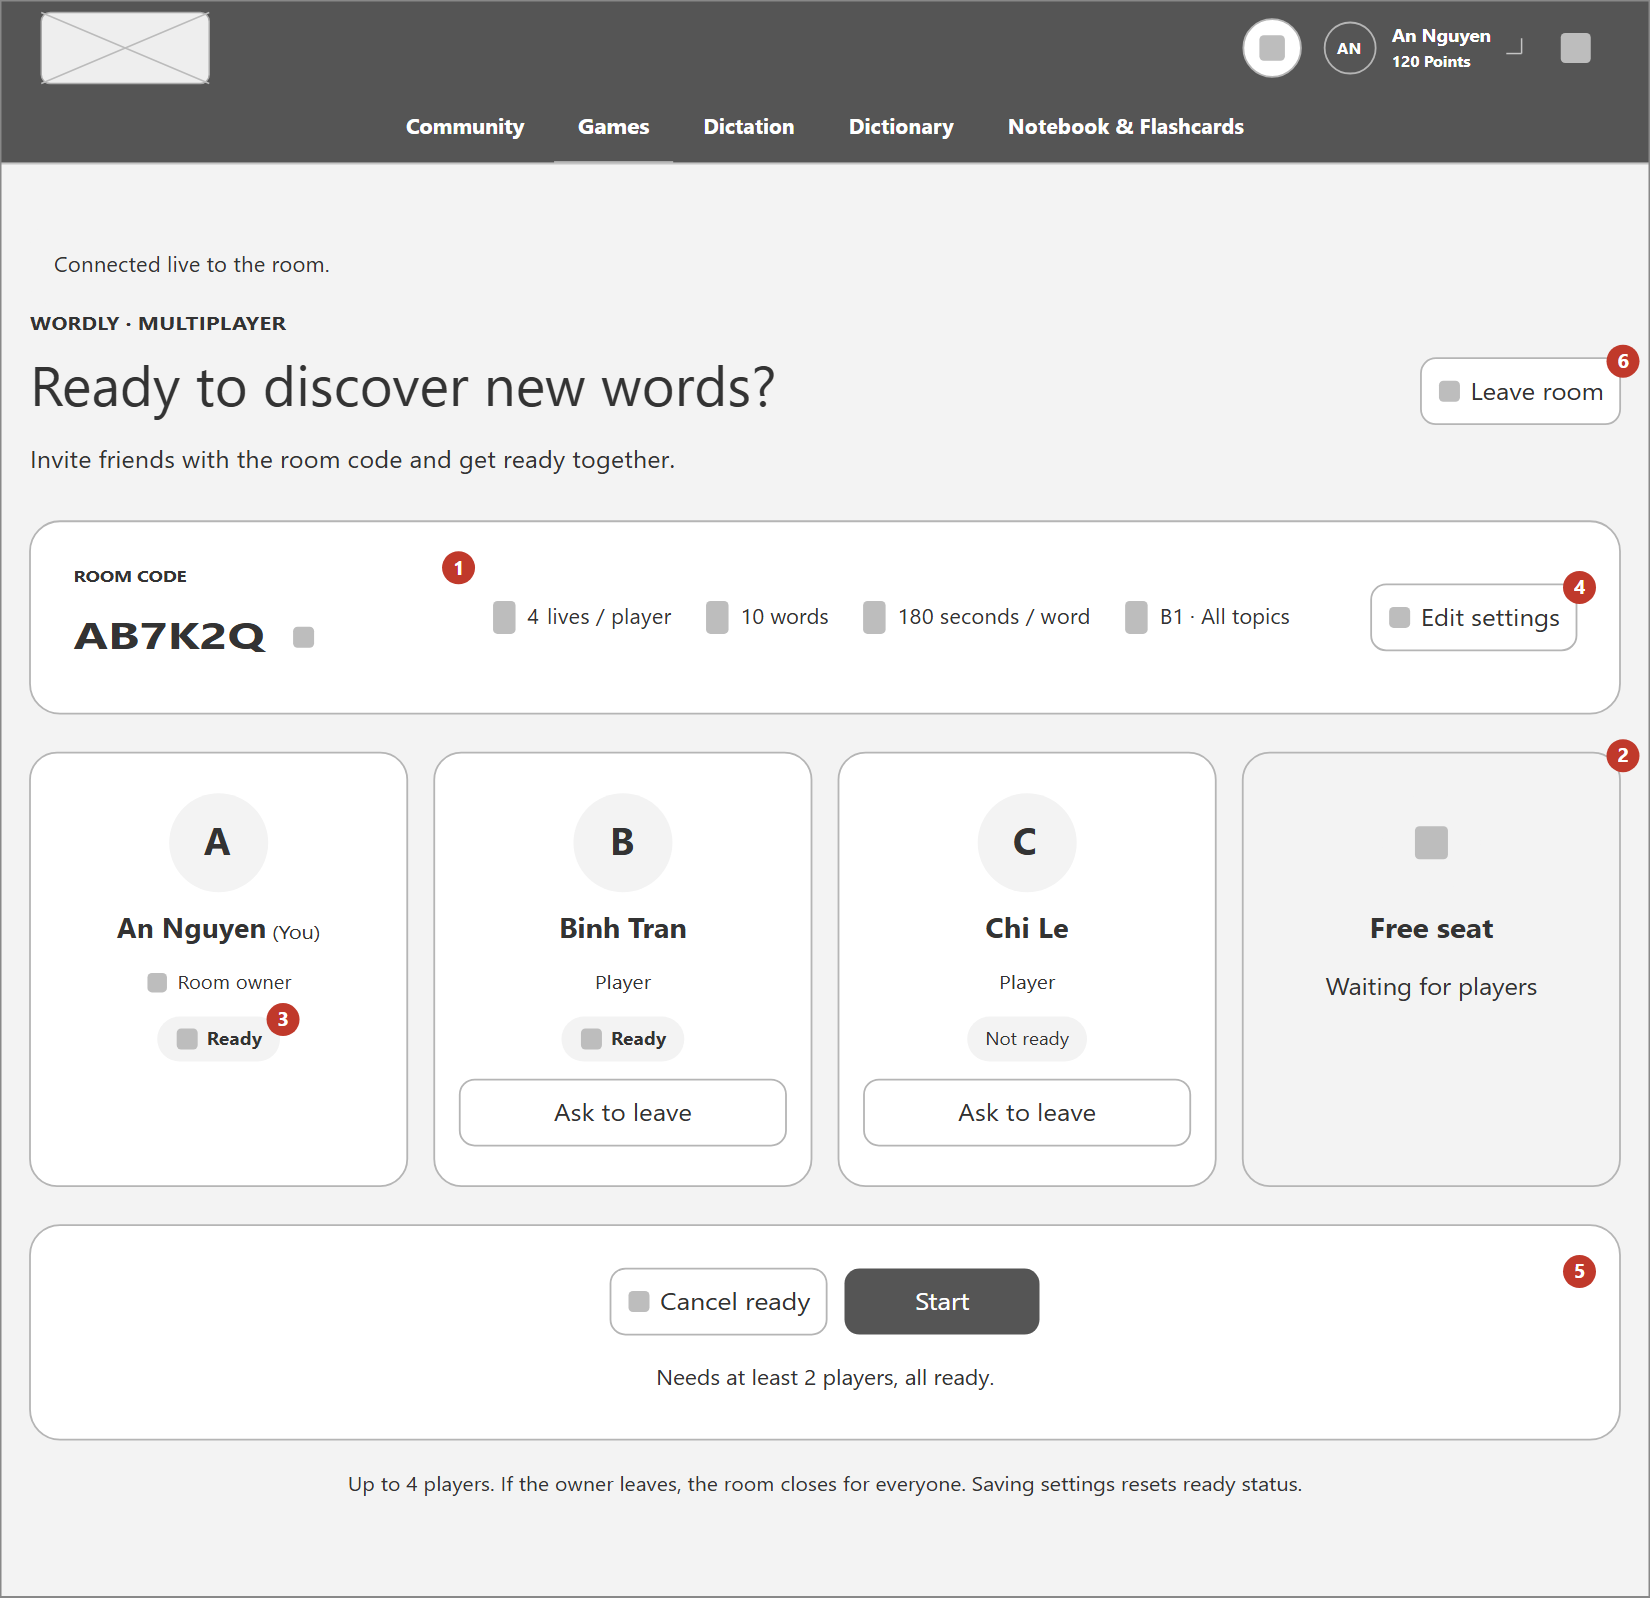 AN
An Nguyen
120 Points
Community
Games
Dictation
Dictionary
Notebook & Flashcards
Connected live to the room.
WORDLY · MULTIPLAYER
Ready to discover new words?
6
Leave room
Invite friends with the room code and get ready together.
ROOM CODE
AB7K2Q
1
4 lives / player
10 words
180 seconds / word
B1 · All topics
4
Edit settings
2
A
An Nguyen (You)
Room owner
3
Ready
B
Binh Tran
Player
Ready
Ask to leave
C
Chi Le
Player
Not ready
Ask to leave
Free seat
Waiting for players
5
Cancel ready
Start
Needs at least 2 players, all ready.
Up to 4 players. If the owner leaves, the room closes for everyone. Saving settings resets ready status.